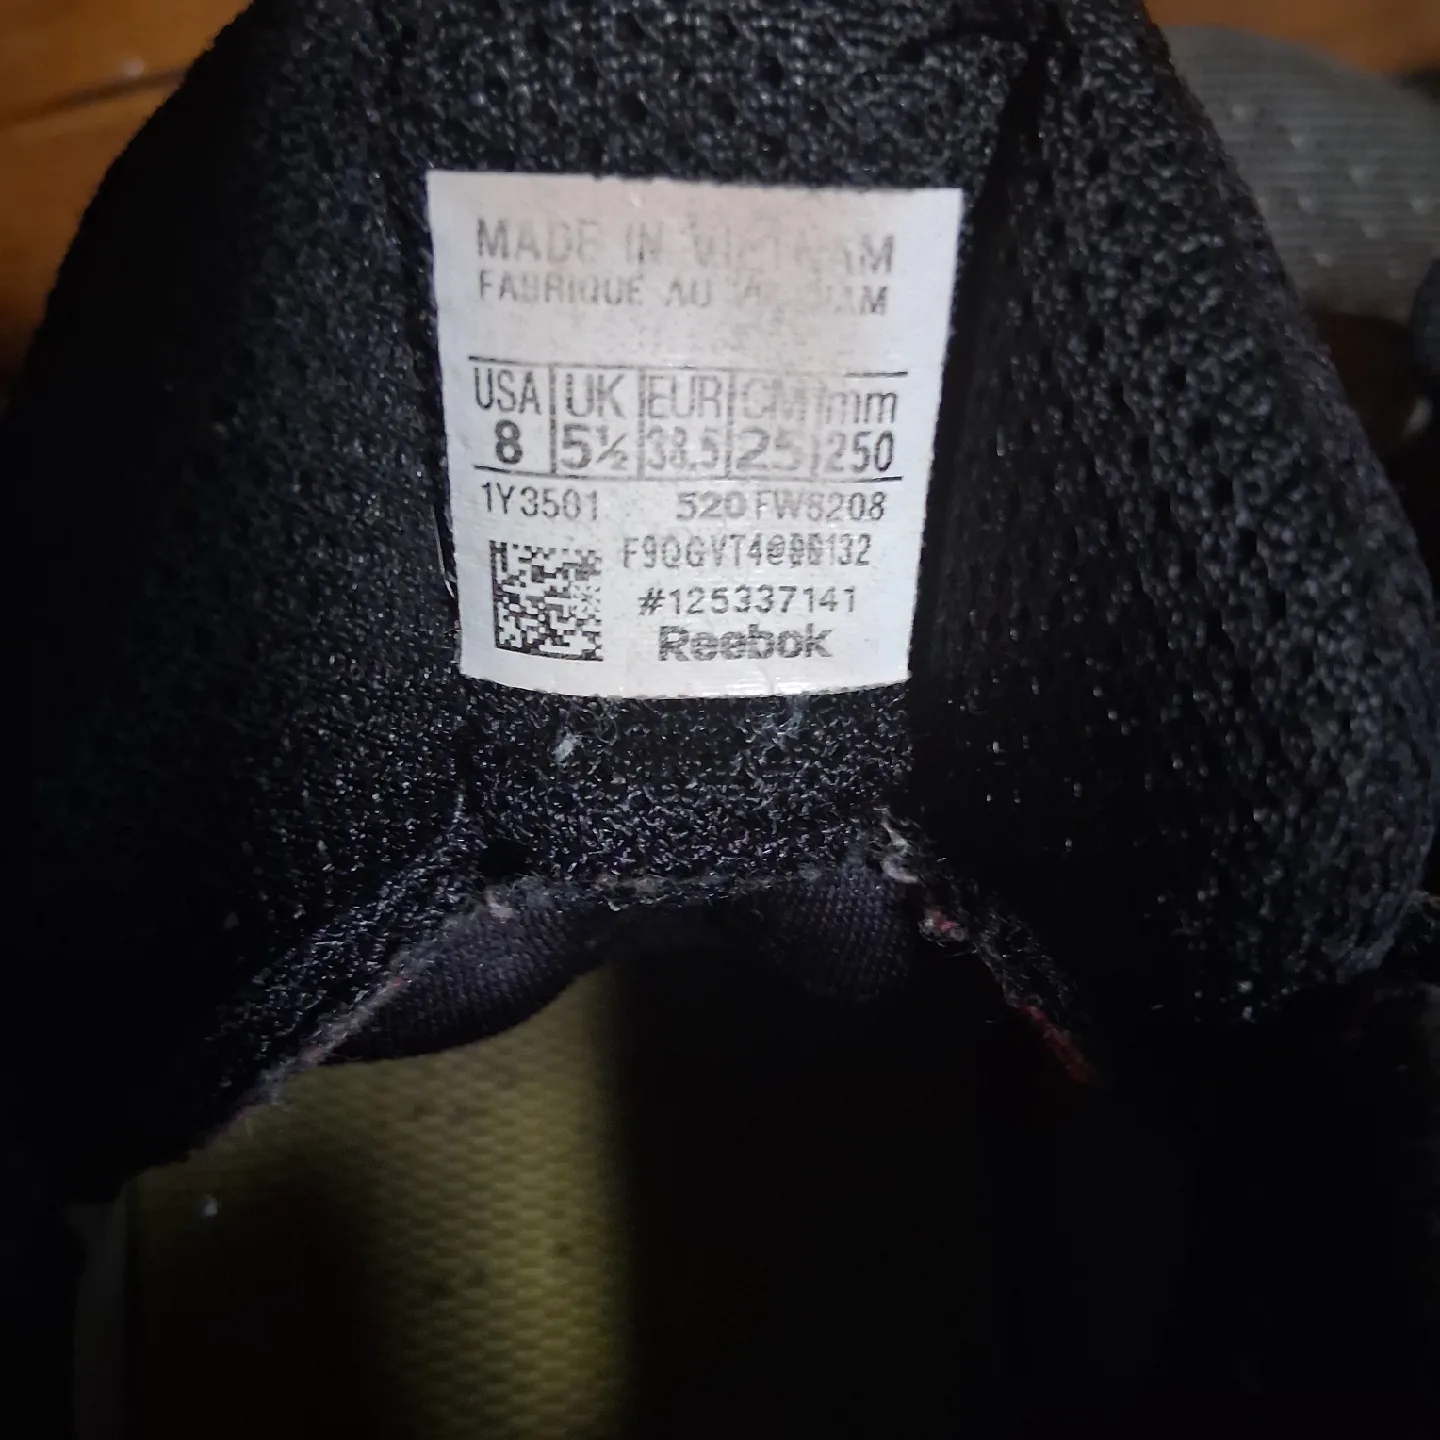 MADE IN VIETNAM
FABRIQUÉ AU VIETNAM
USA UK EUR CM mm
8 5½ 38.5 25 250
1Y3501 520 FW8208
#125337141
Reebok